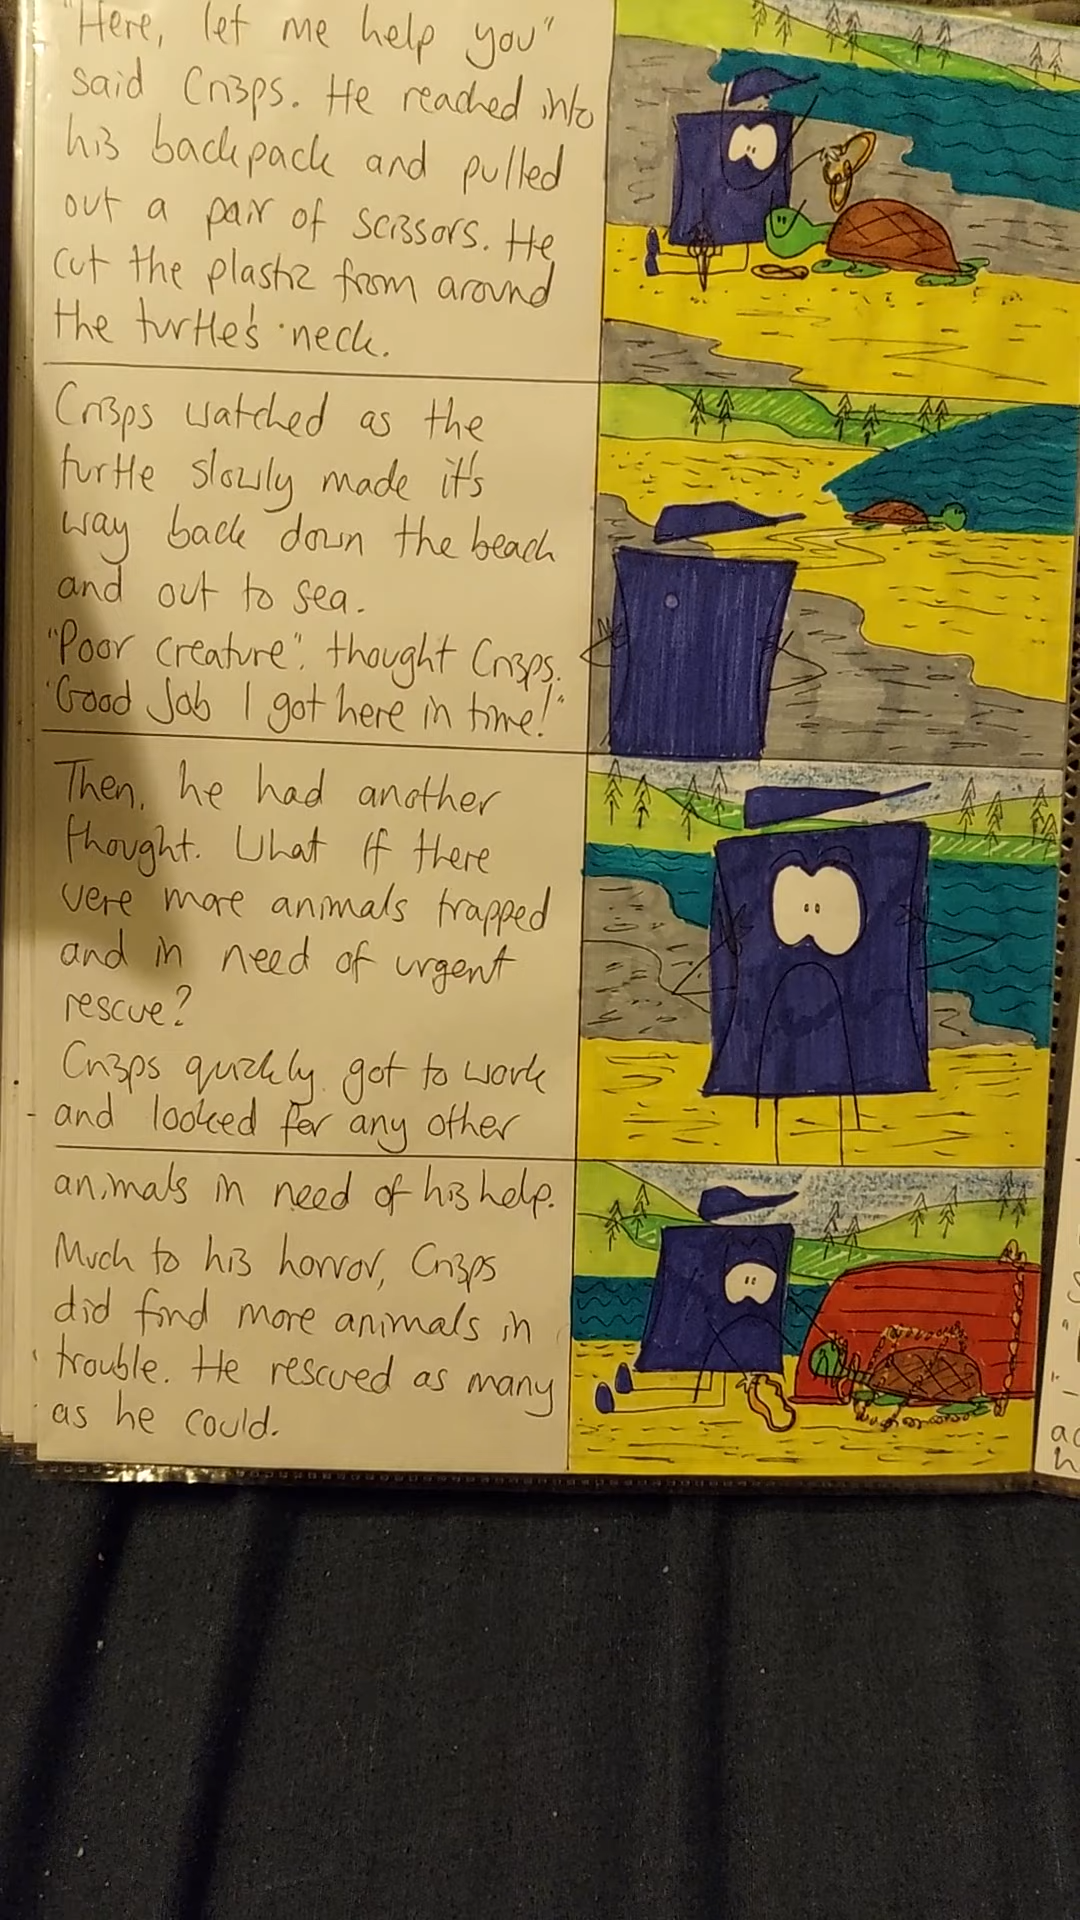 "Here, let me help you"
said Crisps. He reached into
his backpack and pulled
out a pair of scissors. He
cut the plastic from around
the turtle's neck.
Crisps watched as the
turtle slowly made it's
way back down the beach
and out to sea.
"Poor creature", thought Crisps.
"Good Job I got here in time!"
Then, he had another
thought. What if there
were more animals trapped
and in need of urgent
rescue?
Crisps quickly got to work
and looked for any other
animals in need of his help.
Much to his horror, Crisps
did find more animals in
trouble. He rescued as many
as he could.